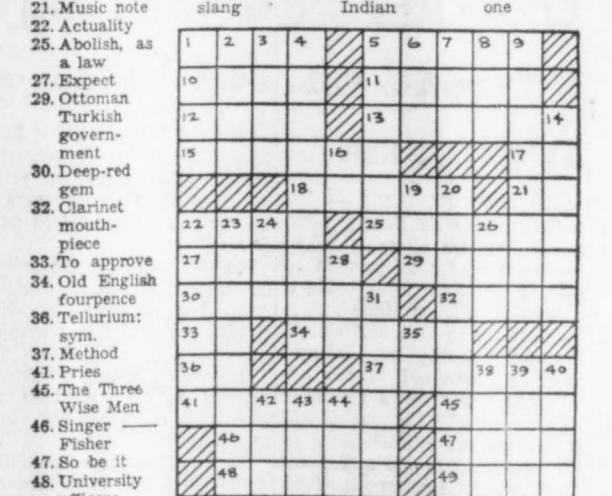 21. Music note
22. Actuality
25. Abolish, as
a law
27. Expect
29. Ottoman
Turkish
govern-
ment
30. Deep-red
gem
32. Clarinet
mouth-
piece
33. To approve
34. Old English
fourpence
36. Tellurium:
sym.
37. Method
41. Pries
45. The Three
Wise Men
46. Singer —
Fisher
47. So be it
48. University
slang Indian one
1 2 3 4 5 6 7 8 9
10 11
12 13 14
15 16 17
18 19 20 21
22 23 24 25 26
27 28 29
30 31 32
33 34 35
36 37 38 39 40
41 42 43 44 45
46 47
48 49